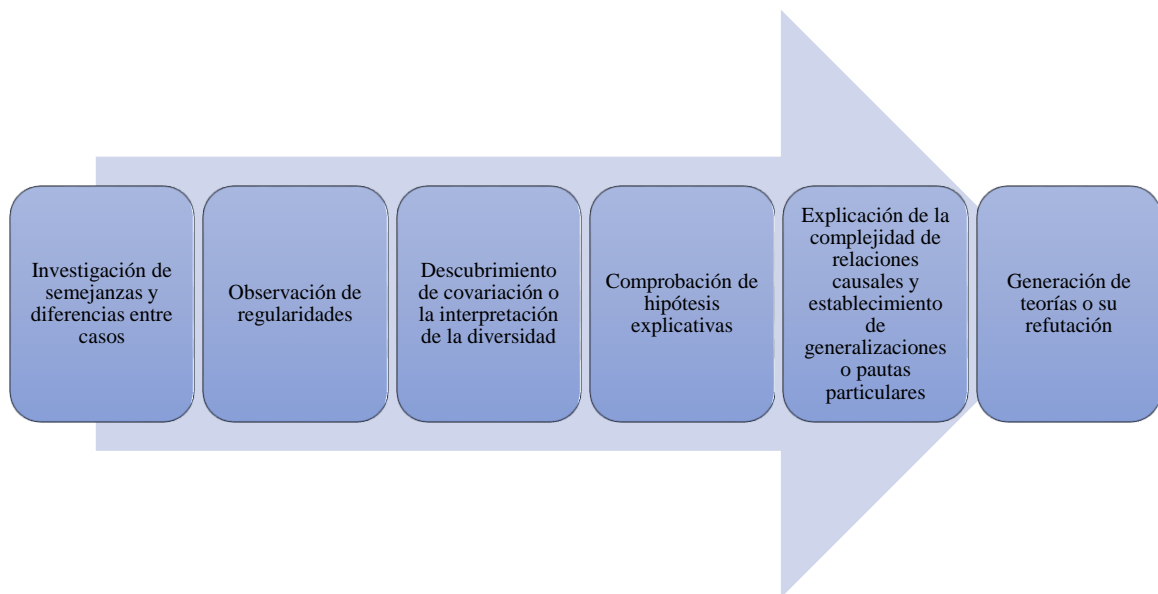 Investigación de
semejanzas y
diferencias entre
casos
Observación de
regularidades
Descubrimiento
de covariación o
la interpretación
de la diversidad
Comprobación de
hipótesis
explicativas
Explicación de la
complejidad de
relaciones
causales y
establecimiento
de
generalizaciones
o pautas
particulares
Generación de
teorías o su
refutación